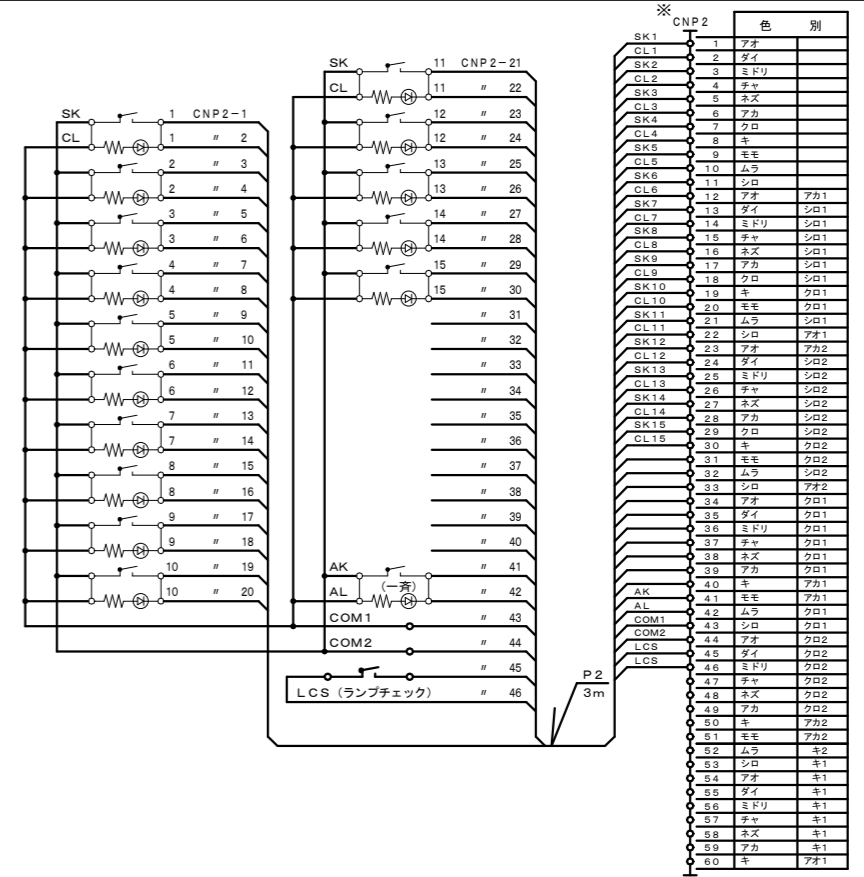 SK 1 CNP2-1
CL 1 〃 2
2 〃 3
2 〃 4
3 〃 5
3 〃 6
4 〃 7
4 〃 8
5 〃 9
5 〃 10
6 〃 11
6 〃 12
7 〃 13
7 〃 14
8 〃 15
8 〃 16
9 〃 17
9 〃 18
10 〃 19
10 〃 20
SK 11 CNP2-21
CL 11 〃 22
12 〃 23
12 〃 24
13 〃 25
13 〃 26
14 〃 27
14 〃 28
15 〃 29
15 〃 30
〃 31
〃 32
〃 33
〃 34
〃 35
〃 36
〃 37
〃 38
〃 39
〃 40
AK 〃 41
(一斉)
AL 〃 42
COM1 〃 43
COM2 〃 44
〃 45
LCS (ランプチェック) 〃 46
P2
3m
※
CNP2 色 別
SK1 1 アオ
CL1 2 ダイ
SK2 3 ミドリ
CL2 4 チャ
SK3 5 ネズ
CL3 6 アカ
SK4 7 クロ
CL4 8 キ
SK5 9 モモ
CL5 10 ムラ
SK6 11 シロ
CL6 12 アオ アカ1
SK7 13 ダイ シロ1
CL7 14 ミドリ シロ1
SK8 15 チャ シロ1
CL8 16 ネズ シロ1
SK9 17 アカ シロ1
CL9 18 クロ シロ1
SK10 19 キ クロ1
CL10 20 モモ クロ1
SK11 21 ムラ シロ1
CL11 22 シロ アオ1
SK12 23 アオ アカ2
CL12 24 ダイ シロ2
SK13 25 ミドリ シロ2
CL13 26 チャ シロ2
SK14 27 ネズ シロ2
CL14 28 アカ シロ2
SK15 29 クロ シロ2
CL15 30 キ クロ2
31 モモ クロ2
32 ムラ シロ2
33 シロ アオ2
34 アオ クロ1
35 ダイ クロ1
36 ミドリ クロ1
37 チャ クロ1
38 ネズ クロ1
39 アカ クロ1
40 キ アカ1
AK 41 モモ アカ1
AL 42 ムラ クロ1
COM1 43 シロ クロ1
COM2 44 アオ クロ2
LCS 45 ダイ クロ2
LCS 46 ミドリ クロ2
47 チャ クロ2
48 ネズ クロ2
49 アカ クロ2
50 キ アカ2
51 モモ アカ2
52 ムラ キ2
53 シロ キ1
54 アオ キ1
55 ダイ キ1
56 ミドリ キ1
57 チャ キ1
58 ネズ キ1
59 アカ キ1
60 キ アオ1